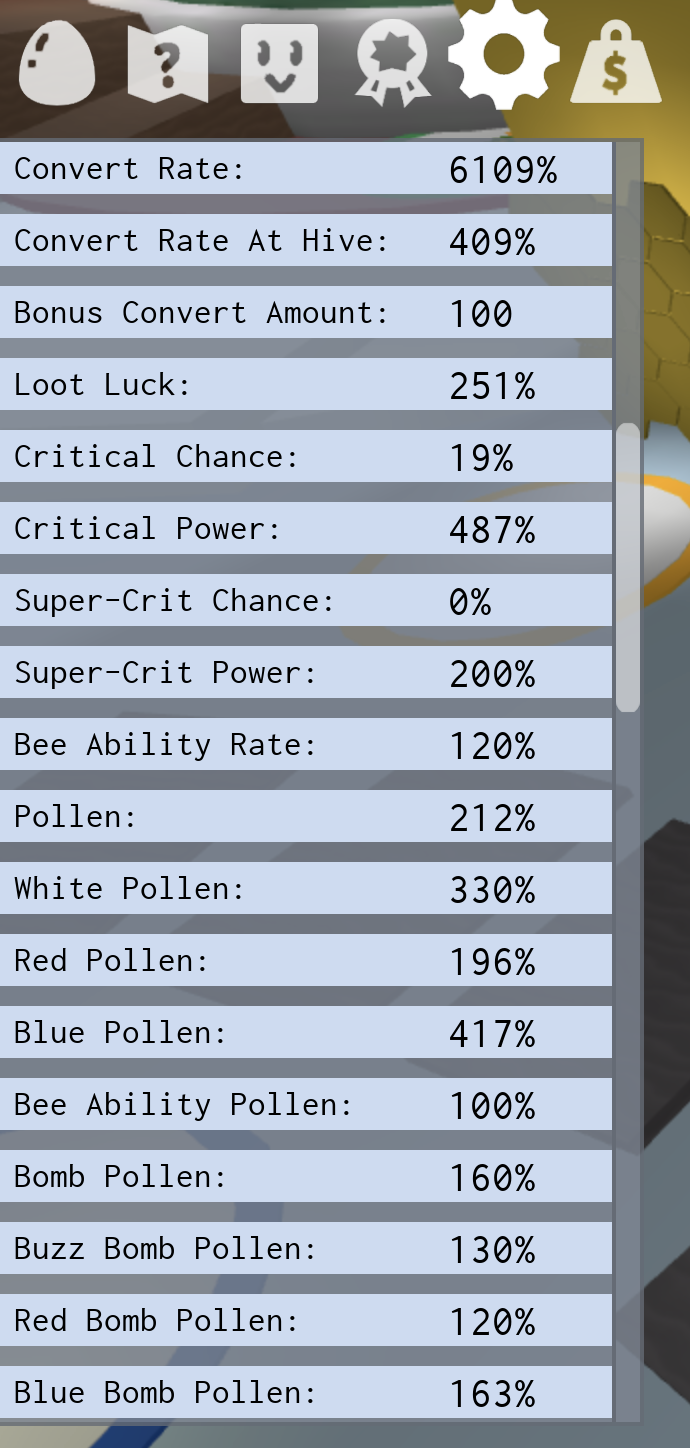 ?
$
Convert Rate: 6109%
Convert Rate At Hive: 409%
Bonus Convert Amount: 100
Loot Luck: 251%
Critical Chance: 19%
Critical Power: 487%
Super-Crit Chance: 0%
Super-Crit Power: 200%
Bee Ability Rate: 120%
Pollen: 212%
White Pollen: 330%
Red Pollen: 196%
Blue Pollen: 417%
Bee Ability Pollen: 100%
Bomb Pollen: 160%
Buzz Bomb Pollen: 130%
Red Bomb Pollen: 120%
Blue Bomb Pollen: 163%